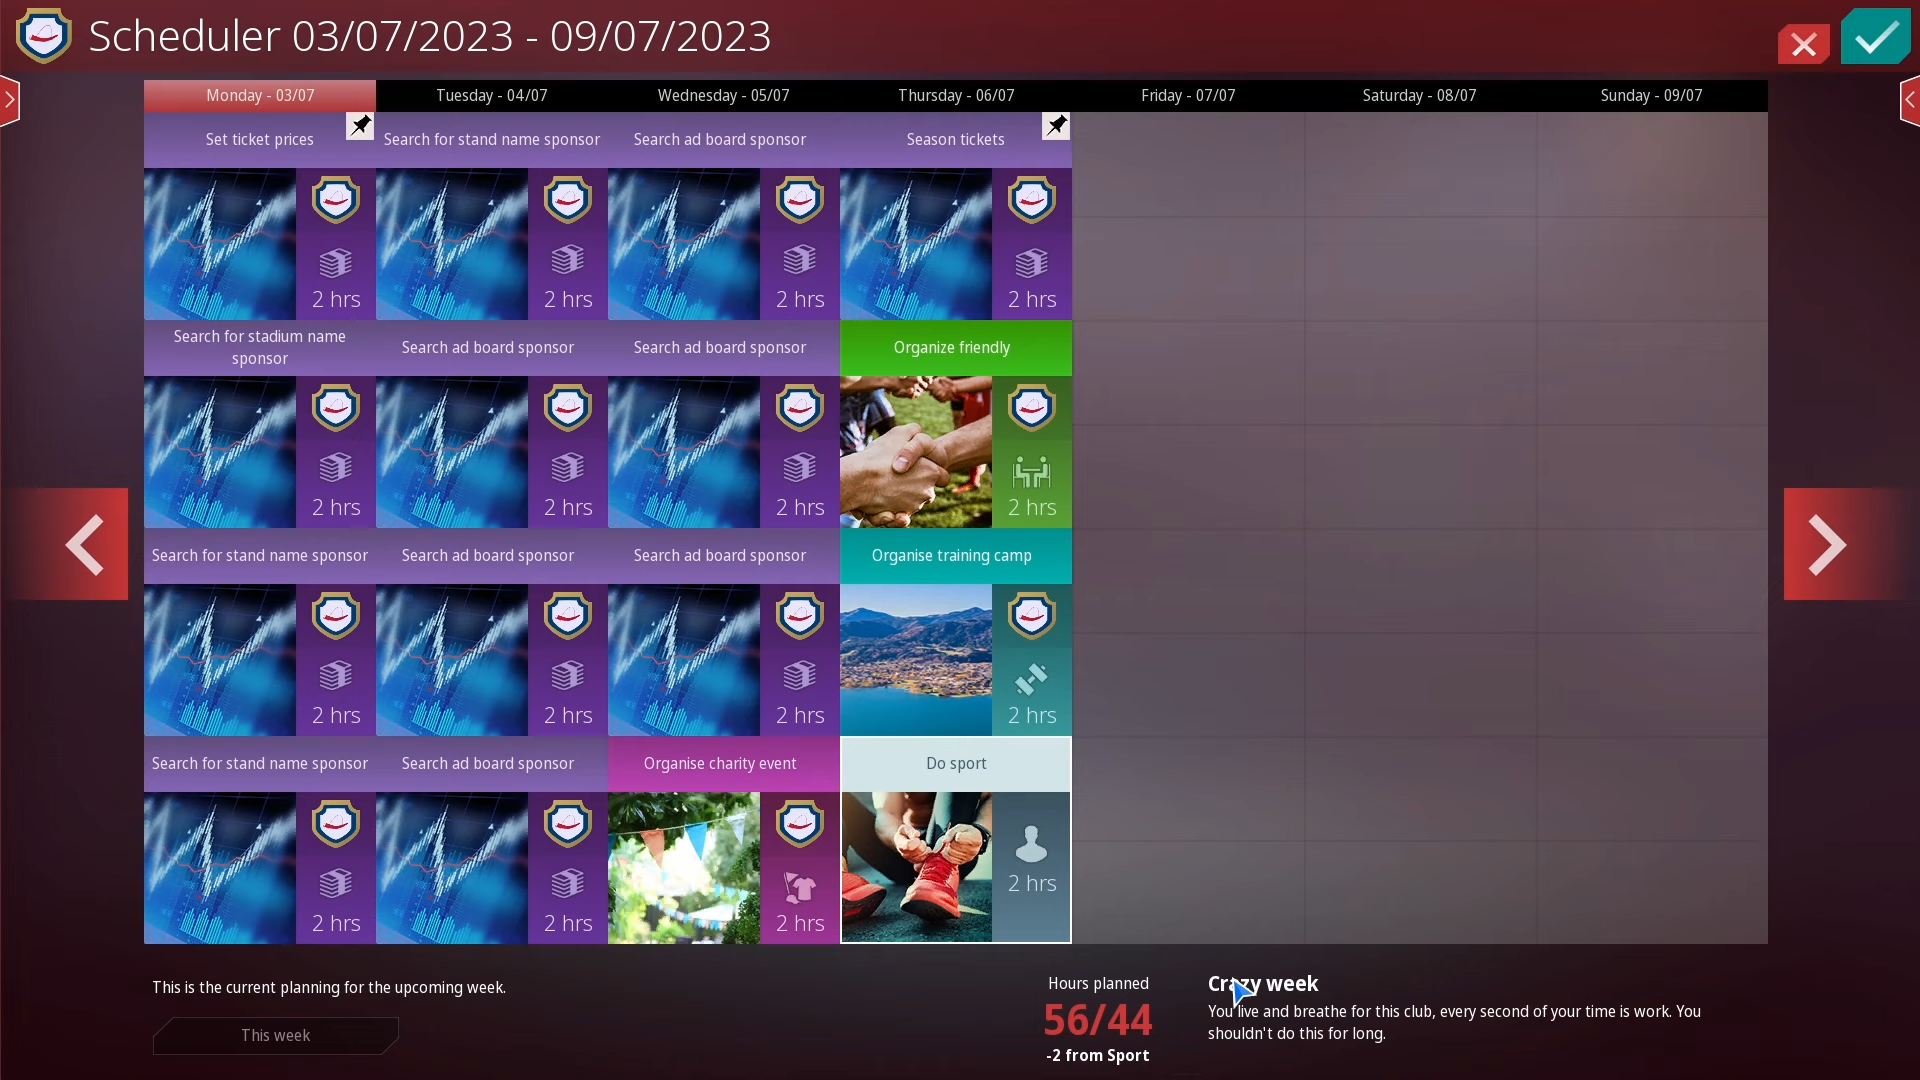 Scheduler 03/07/2023 - 09/07/2023
Monday - 03/07
Tuesday - 04/07
Wednesday - 05/07
Thursday - 06/07
Friday - 07/07
Saturday - 08/07
Sunday - 09/07
Set ticket prices
Search for stand name sponsor
Search ad board sponsor
Season tickets
2 hrs
2 hrs
2 hrs
2 hrs
Search for stadium name
sponsor
Search ad board sponsor
Search ad board sponsor
Organize friendly
2 hrs
2 hrs
2 hrs
2 hrs
Search for stand name sponsor
Search ad board sponsor
Search ad board sponsor
Organise training camp
2 hrs
2 hrs
2 hrs
2 hrs
Search for stand name sponsor
Search ad board sponsor
Organise charity event
Do sport
2 hrs
2 hrs
2 hrs
2 hrs
This is the current planning for the upcoming week.
This week
Hours planned
56/44
-2 from Sport
Crazy week
You live and breathe for this club, every second of your time is work. You
shouldn't do this for long.